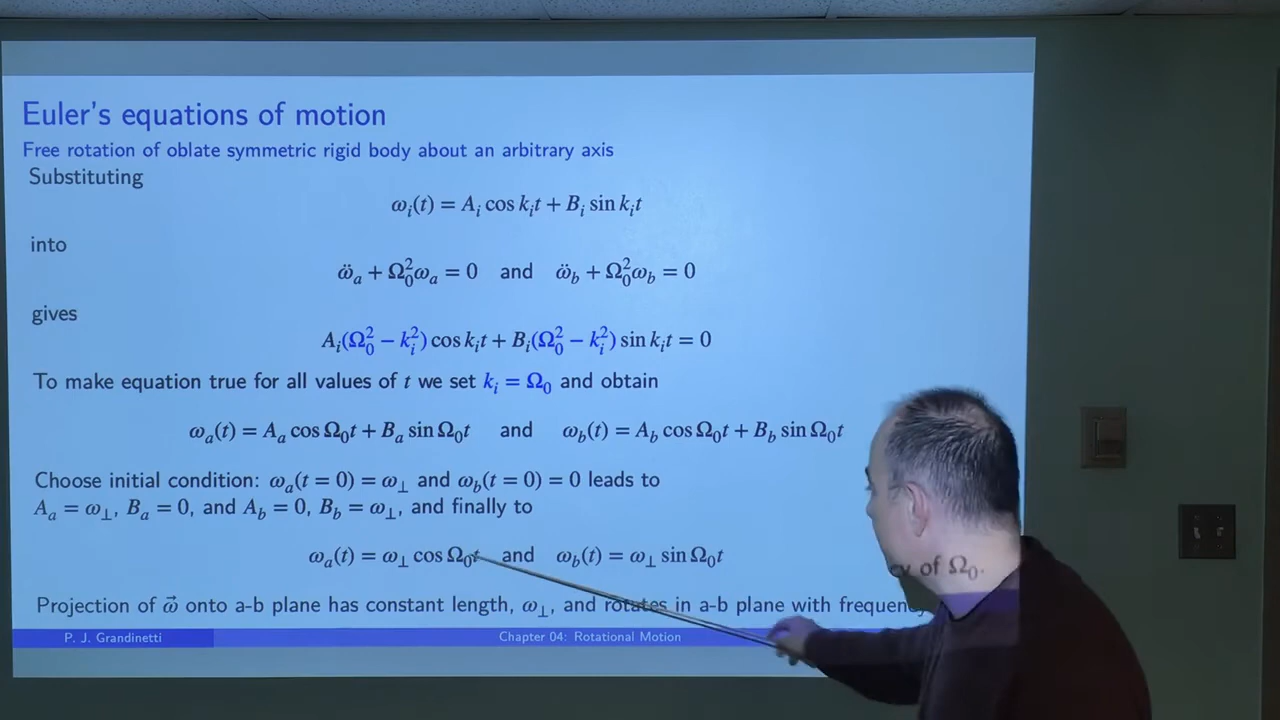 Euler's equations of motion
Free rotation of oblate symmetric rigid body about an arbitrary axis
Substituting
ωᵢ(t) = Aᵢ cos kᵢt + Bᵢ sin kᵢt
into
ω̈ₐ + Ω₀²ωₐ = 0 and ω̈_b + Ω₀²ω_b = 0
gives
Aᵢ(Ω₀² − kᵢ²) cos kᵢt + Bᵢ(Ω₀² − kᵢ²) sin kᵢt = 0
To make equation true for all values of t we set kᵢ = Ω₀ and obtain
ωₐ(t) = Aₐ cos Ω₀t + Bₐ sin Ω₀t and ω_b(t) = A_b cos Ω₀t + B_b sin Ω₀t
Choose initial condition: ωₐ(t = 0) = ω⊥ and ω_b(t = 0) = 0 leads to
Aₐ = ω⊥, Bₐ = 0, and A_b = 0, B_b = ω⊥, and finally to
ωₐ(t) = ω⊥ cos Ω₀t and ω_b(t) = ω⊥ sin Ω₀t
Projection of ω⃗ onto a-b plane has constant length, ω⊥, and rotates in a-b plane with frequency of Ω₀.
P. J. Grandinetti Chapter 04: Rotational Motion